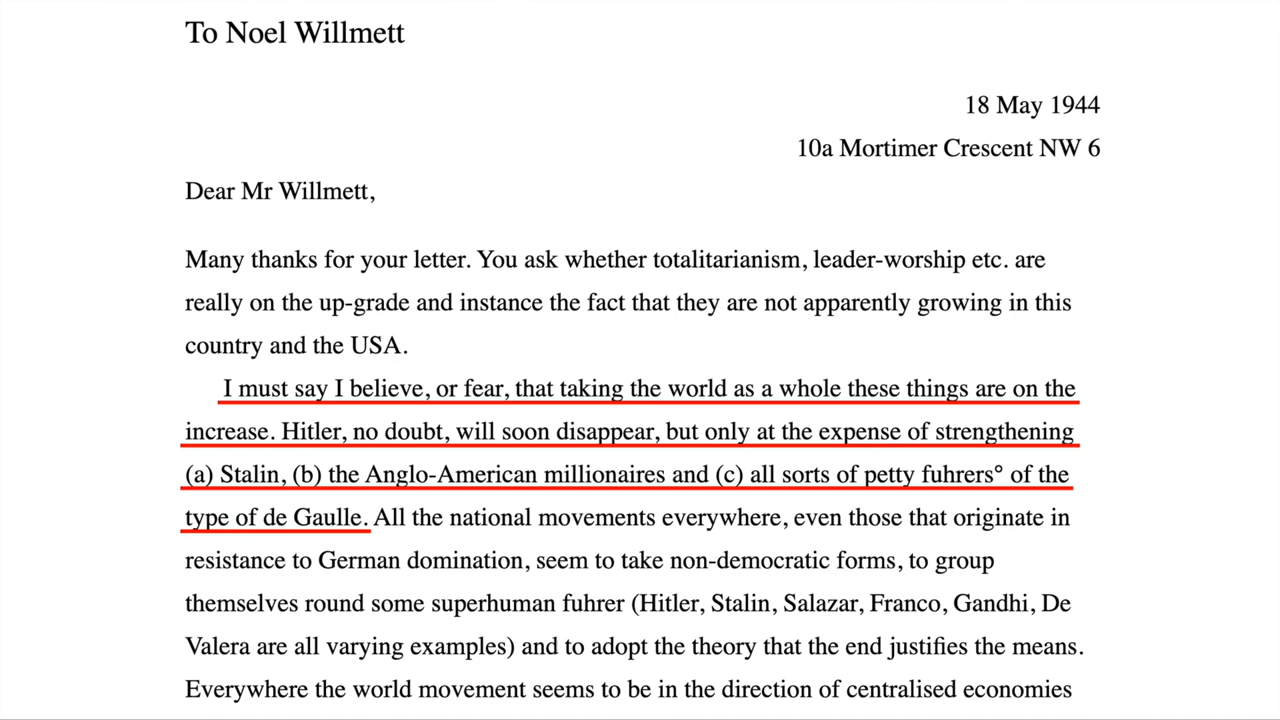 To Noel Willmett
18 May 1944
10a Mortimer Crescent NW 6
Dear Mr Willmett,
Many thanks for your letter. You ask whether totalitarianism, leader-worship etc. are
really on the up-grade and instance the fact that they are not apparently growing in this
country and the USA.
I must say I believe, or fear, that taking the world as a whole these things are on the
increase. Hitler, no doubt, will soon disappear, but only at the expense of strengthening
(a) Stalin, (b) the Anglo-American millionaires and (c) all sorts of petty fuhrers° of the
type of de Gaulle. All the national movements everywhere, even those that originate in
resistance to German domination, seem to take non-democratic forms, to group
themselves round some superhuman fuhrer (Hitler, Stalin, Salazar, Franco, Gandhi, De
Valera are all varying examples) and to adopt the theory that the end justifies the means.
Everywhere the world movement seems to be in the direction of centralised economies